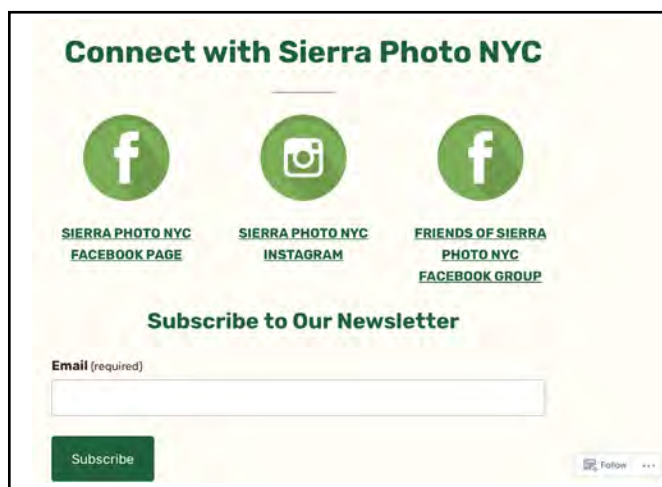 Connect with Sierra Photo NYC
SIERRA PHOTO NYC
FACEBOOK PAGE
SIERRA PHOTO NYC
INSTAGRAM
FRIENDS OF SIERRA
PHOTO NYC
FACEBOOK GROUP
Subscribe to Our Newsletter
Email (required)
Subscribe
Follow ...